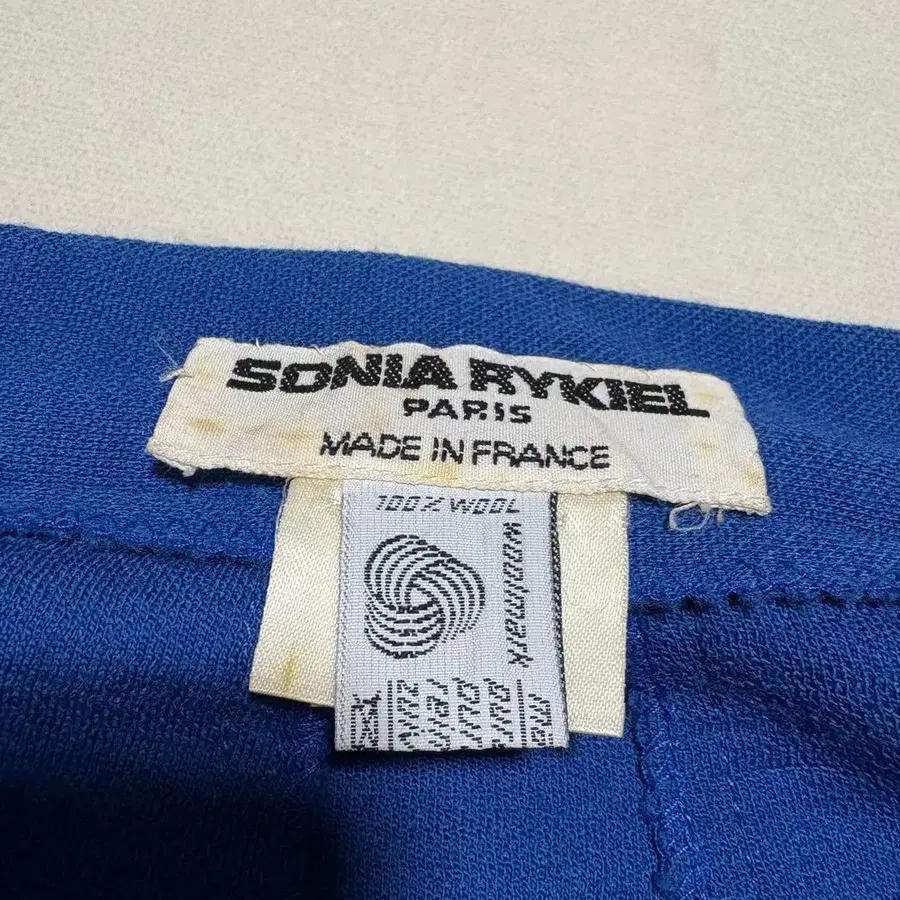 SONIA RYKIEL
PARIS
MADE IN FRANCE
100% WOOL
woolmark